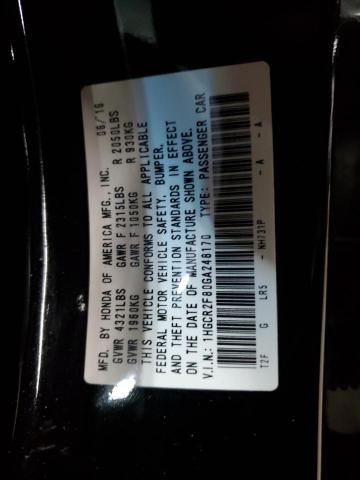 MFD. BY HONDA OF AMERICA MFG., INC. 06/16
GVWR 4321LBS GAWR F 2315LBS R 2050LBS
GVWR 1960KG GAWR F 1050KG R 930KG
THIS VEHICLE CONFORMS TO ALL APPLICABLE
FEDERAL MOTOR VEHICLE SAFETY, BUMPER,
AND THEFT PREVENTION STANDARDS IN EFFECT
ON THE DATE OF MANUFACTURE SHOWN ABOVE.
V.I.N.: 1HGCR2F80GA248170 TYPE: PASSENGER CAR
T2F G LR5 - NH731P - A - A